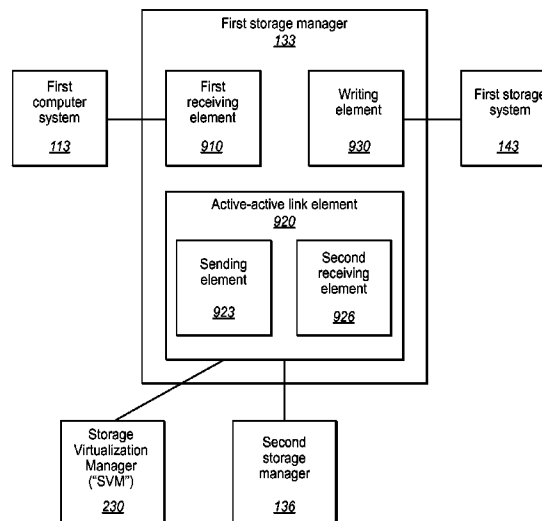 First storage manager
133
First
computer
system
113
First
receiving
element
910
Writing
element
930
First storage
system
143
Active-active link element
920
Sending
element
923
Second
receiving
element
926
Storage
Virtualization
Manager
("SVM")
230
Second
storage
manager
136